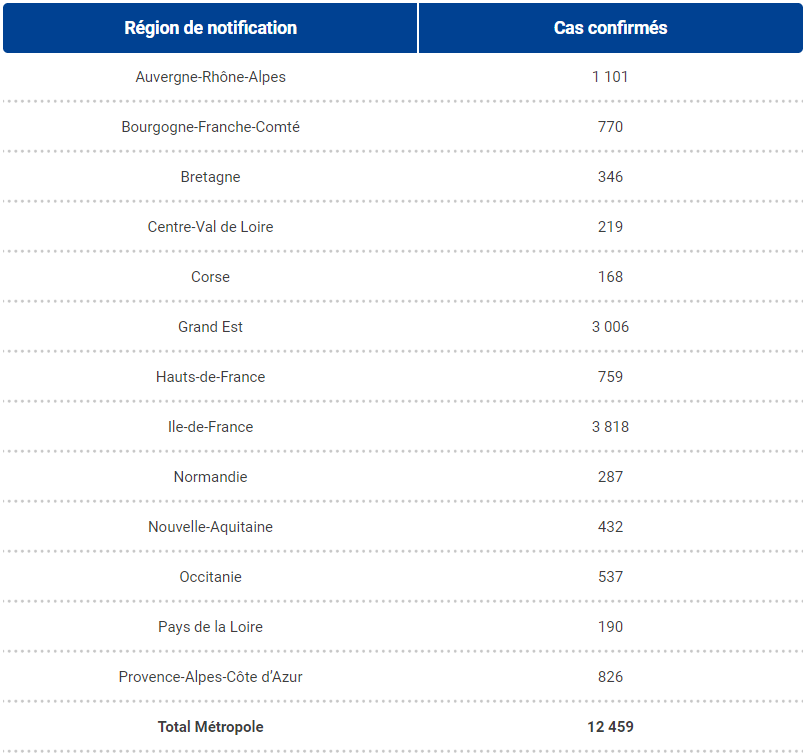 Région de notification Cas confirmés
Auvergne-Rhône-Alpes 1 101
Bourgogne-Franche-Comté 770
Bretagne 346
Centre-Val de Loire 219
Corse 168
Grand Est 3 006
Hauts-de-France 759
Ile-de-France 3 818
Normandie 287
Nouvelle-Aquitaine 432
Occitanie 537
Pays de la Loire 190
Provence-Alpes-Côte d’Azur 826
Total Métropole 12 459